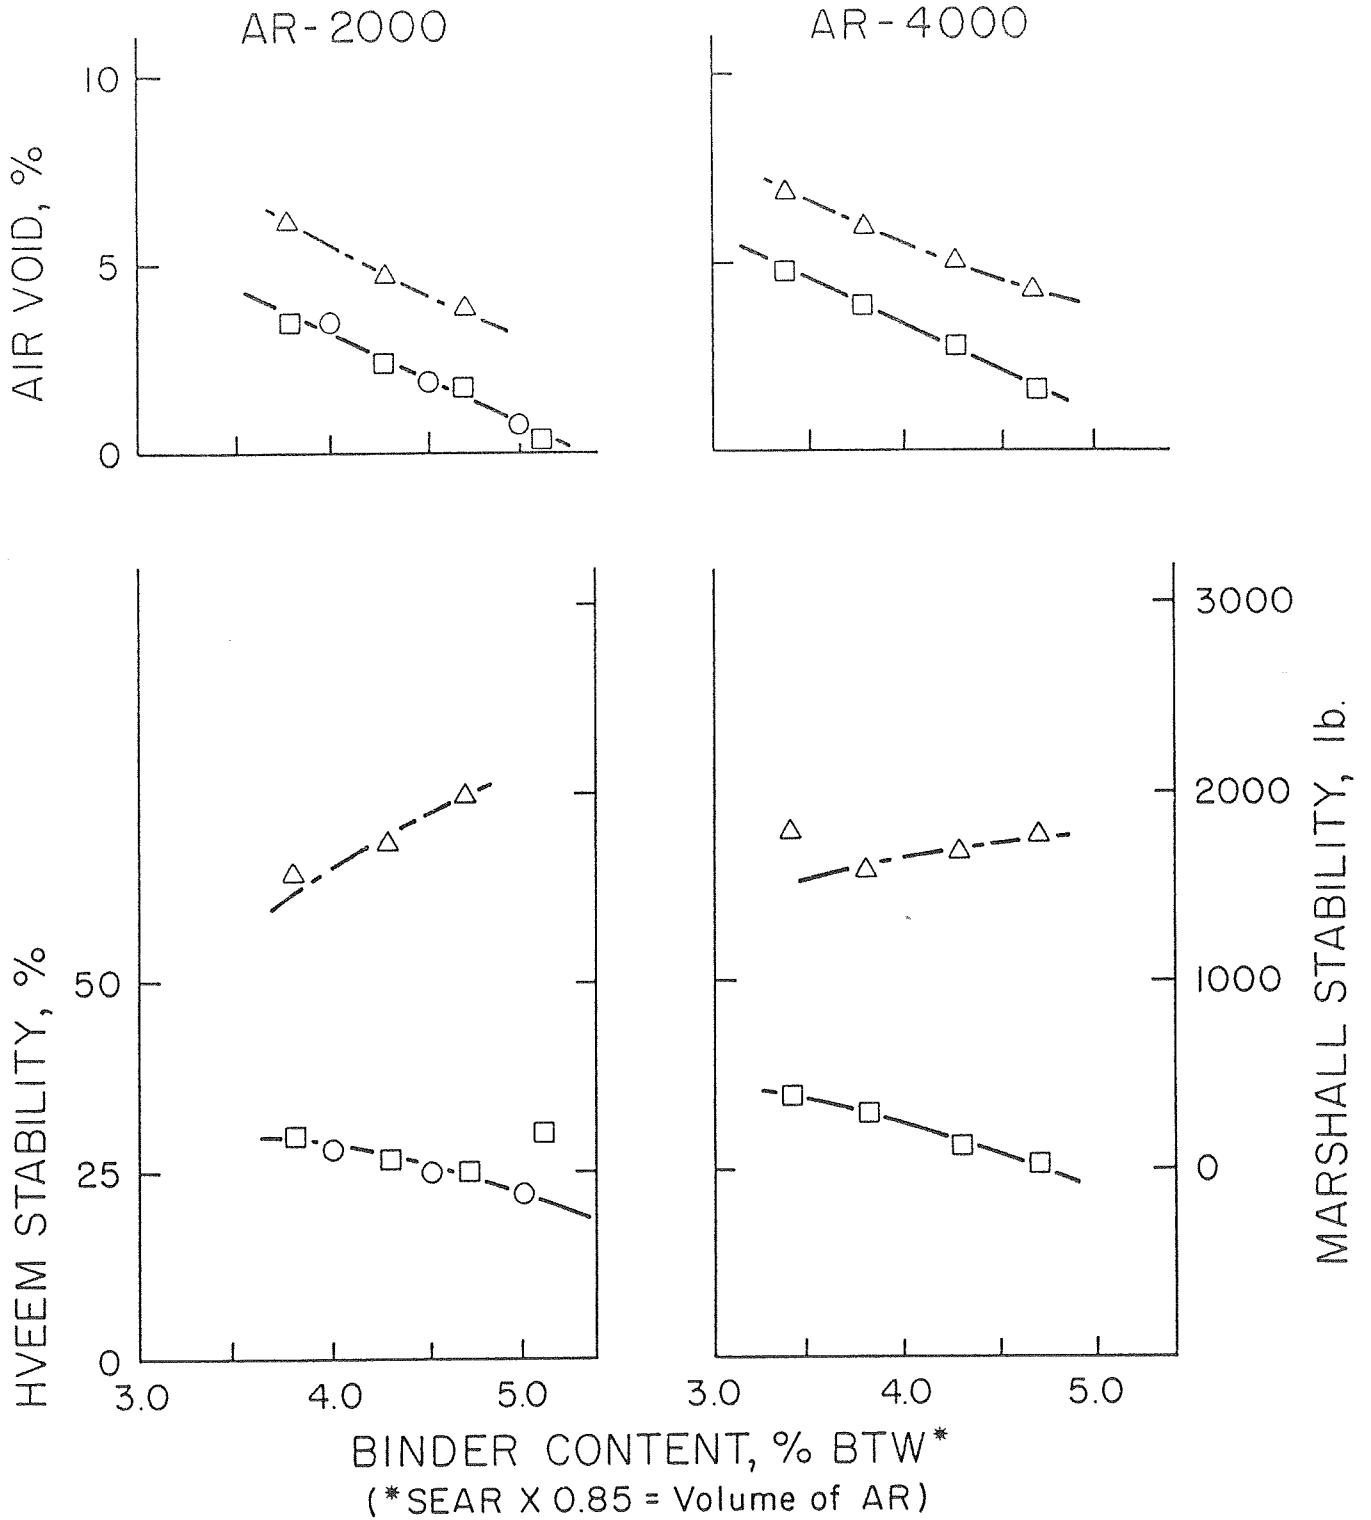 AR-2000
AR-4000
10
5
0
AIR VOID, %
3000
2000
1000
0
MARSHALL STABILITY, lb.
50
25
0
HVEEM STABILITY, %
3.0 4.0 5.0 3.0 4.0 5.0
BINDER CONTENT, % BTW*
(*SEAR X 0.85 = Volume of AR)